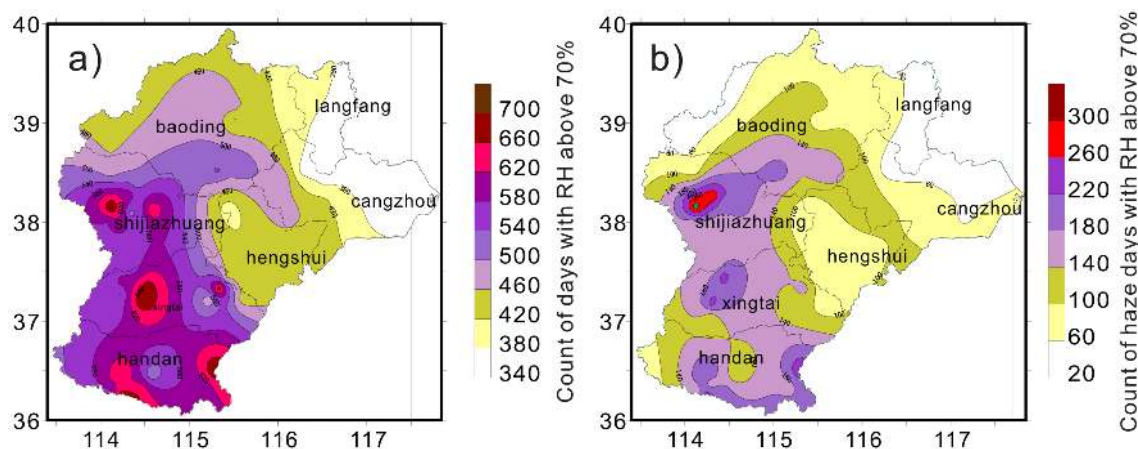 a)
40
39
38
37
36
114 115 116 117
langfang
baoding
cangzhou
shijiazhuang
hengshui
xingtai
handan
700
660
620
580
540
500
460
420
380
340
Count of days with RH above 70%
b)
40
39
38
37
36
114 115 116 117
langfang
baoding
cangzhou
shijiazhuang
hengshui
xingtai
handan
300
260
220
180
140
100
60
20
Count of haze days with RH above 70%